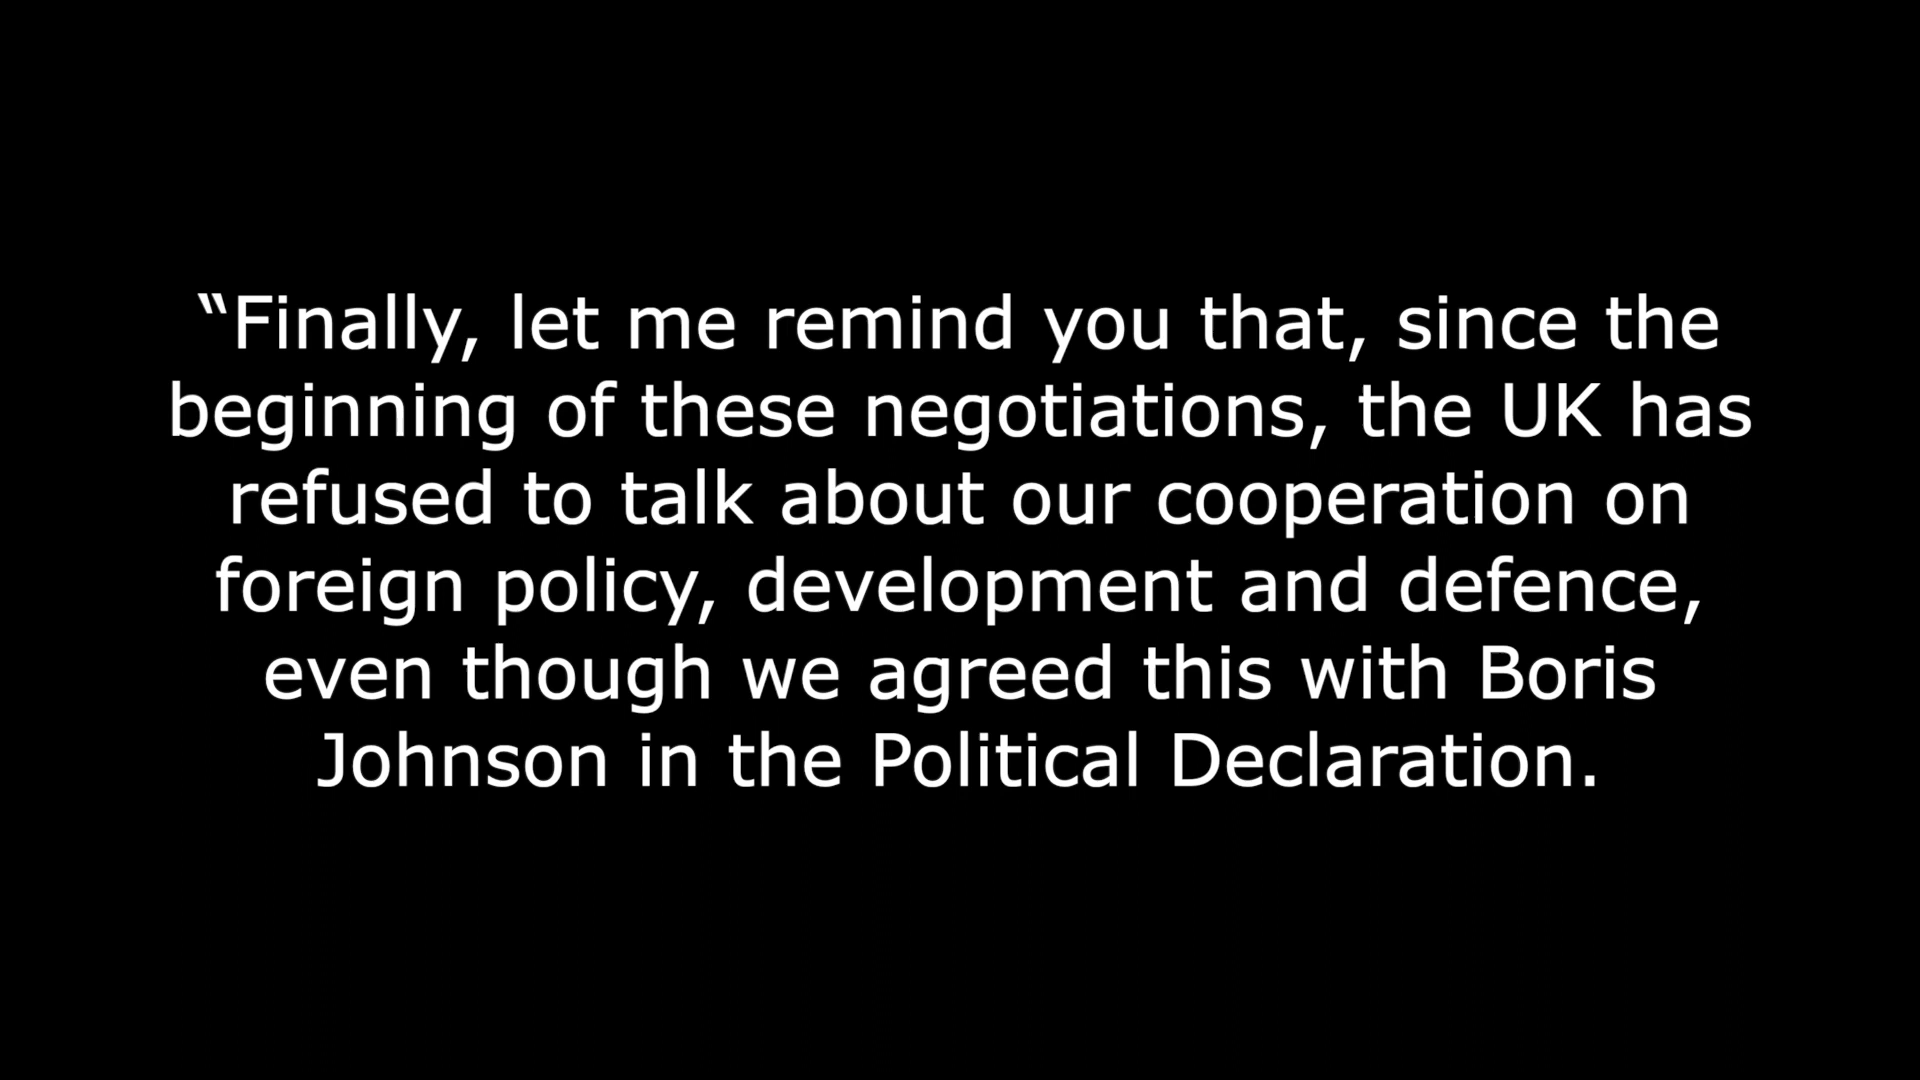 “Finally, let me remind you that, since the
beginning of these negotiations, the UK has
refused to talk about our cooperation on
foreign policy, development and defence,
even though we agreed this with Boris
Johnson in the Political Declaration.